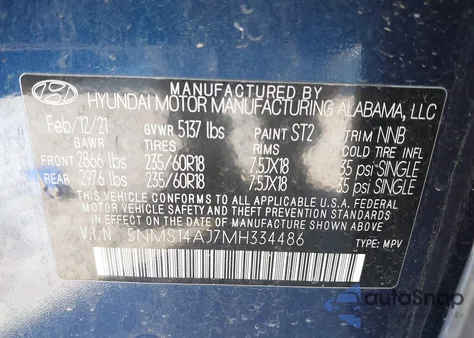 MANUFACTURED BY
HYUNDAI MOTOR MANUFACTURING ALABAMA, LLC
Feb/12/21 GVWR 5137 lbs PAINT ST2 TRIM NNB
GAWR TIRES RIMS COLD TIRE INFL
FRONT 2866 lbs 235/60R18 7.5JX18 35 psi SINGLE
REAR 2976 lbs 235/60R18 7.5JX18 35 psi SINGLE
THIS VEHICLE CONFORMS TO ALL APPLICABLE U.S.A. FEDERAL
MOTOR VEHICLE SAFETY AND THEFT PREVENTION STANDARDS
IN EFFECT ON THE DATE OF MANUFACTURE SHOWN ABOVE
V.I.N 5NMS14AJ7MH334486 TYPE: MPV
autoSnap